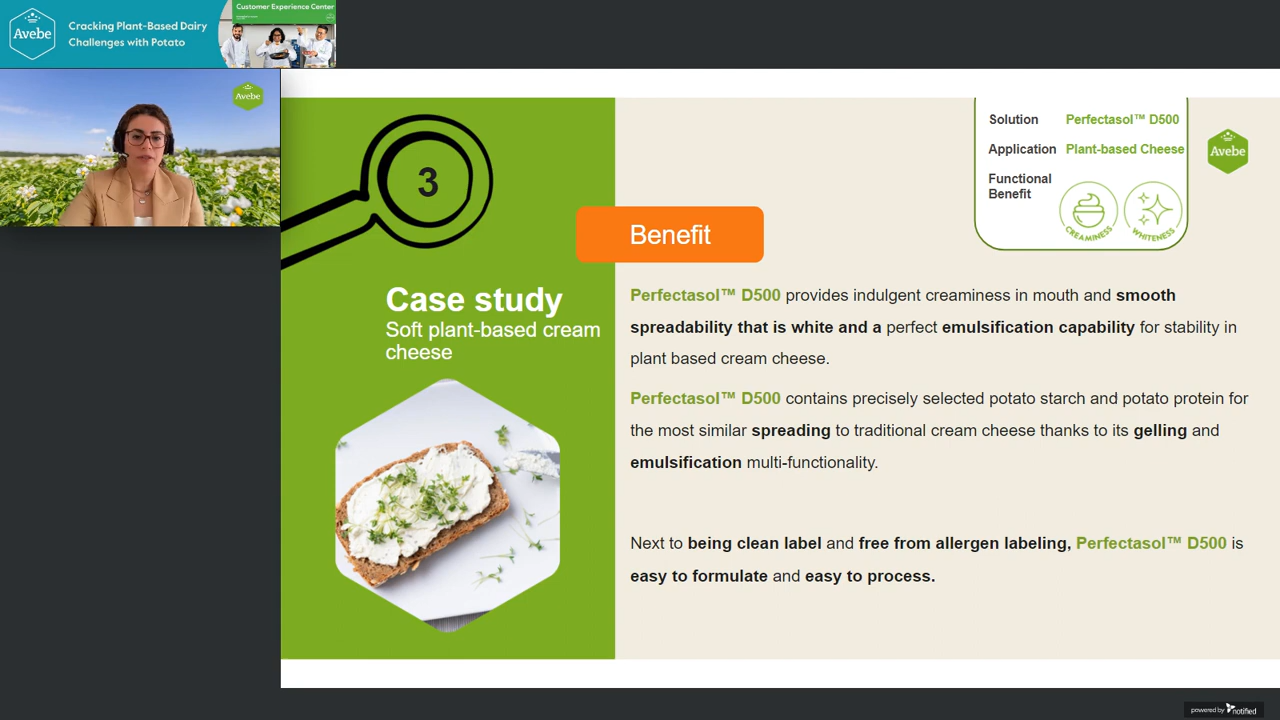 Avebe
Cracking Plant-Based Dairy
Challenges with Potato
Customer Experience Center
Avebe
3
Case study
Soft plant-based cream
cheese
Benefit
Solution Perfectasol™ D500
Application Plant-based Cheese
Functional
Benefit
CREAMINESS
WHITENESS
Avebe
Perfectasol™ D500 provides indulgent creaminess in mouth and smooth
spreadability that is white and a perfect emulsification capability for stability in
plant based cream cheese.
Perfectasol™ D500 contains precisely selected potato starch and potato protein for
the most similar spreading to traditional cream cheese thanks to its gelling and
emulsification multi-functionality.
Next to being clean label and free from allergen labeling, Perfectasol™ D500 is
easy to formulate and easy to process.
powered by notified